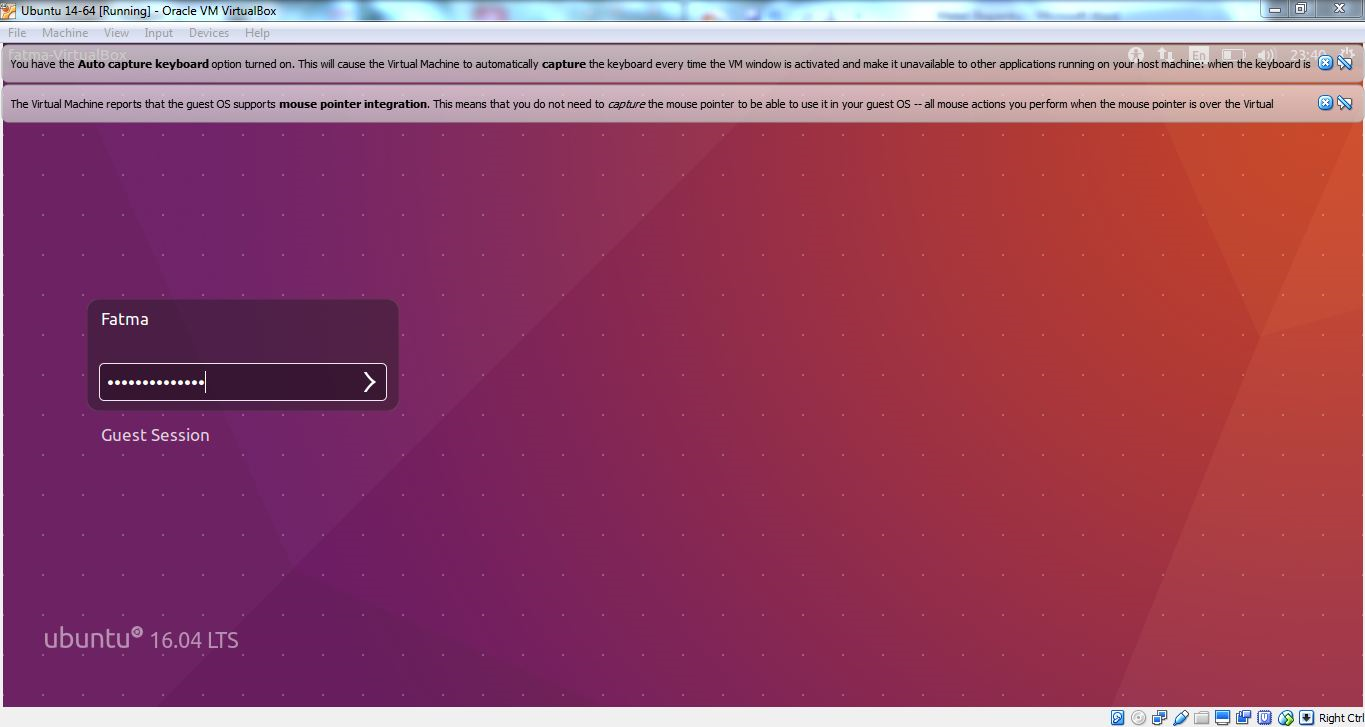 Ubuntu 14-64 [Running] - Oracle VM VirtualBox
File Machine View Input Devices Help
fatma-VirtualBox En 23:40
You have the Auto capture keyboard option turned on. This will cause the Virtual Machine to automatically capture the keyboard every time the VM window is activated and make it unavailable to other applications running on your host machine: when the keyboard is
The Virtual Machine reports that the guest OS supports mouse pointer integration. This means that you do not need to capture the mouse pointer to be able to use it in your guest OS -- all mouse actions you perform when the mouse pointer is over the Virtual
Fatma
••••••••••••••
Guest Session
ubuntu® 16.04 LTS
Right Ctrl